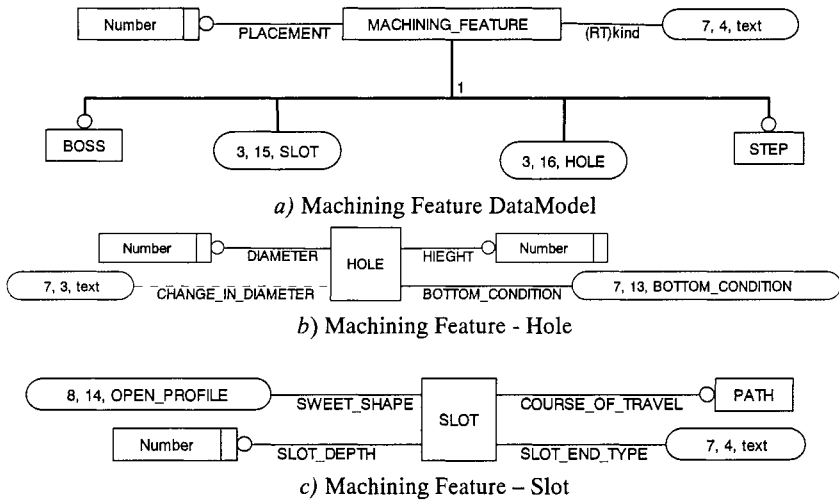 Number PLACEMENT MACHINING_FEATURE (RT)kind 7, 4, text
1
BOSS 3, 15, SLOT 3, 16, HOLE STEP
a) Machining Feature DataModel
Number DIAMETER HOLE HIEGHT Number
7, 3, text CHANGE_IN_DIAMETER BOTTOM_CONDITION 7, 13, BOTTOM_CONDITION
b) Machining Feature - Hole
8, 14, OPEN_PROFILE SWEET_SHAPE SLOT COURSE_OF_TRAVEL PATH
Number SLOT_DEPTH SLOT_END_TYPE 7, 4, text
c) Machining Feature – Slot